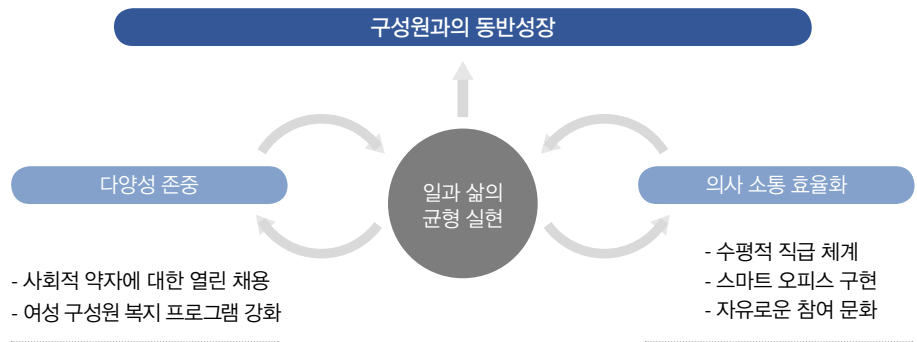 구성원과의 동반성장
다양성 존중
일과 삶의
균형 실현
의사 소통 효율화
- 사회적 약자에 대한 열린 채용
- 여성 구성원 복지 프로그램 강화
- 수평적 직급 체계
- 스마트 오피스 구현
- 자유로운 참여 문화